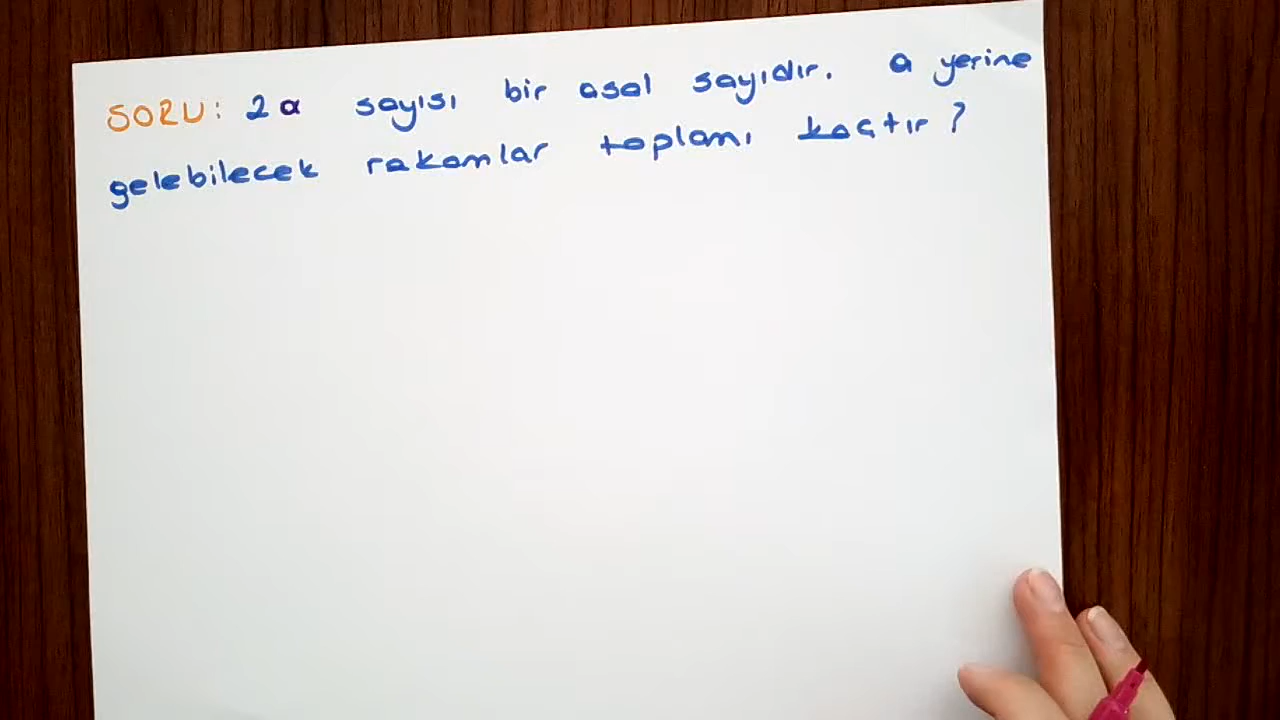 SORU: 2a sayısı bir asal sayıdır. a yerine
gelebilecek rakamlar toplamı kaçtır?